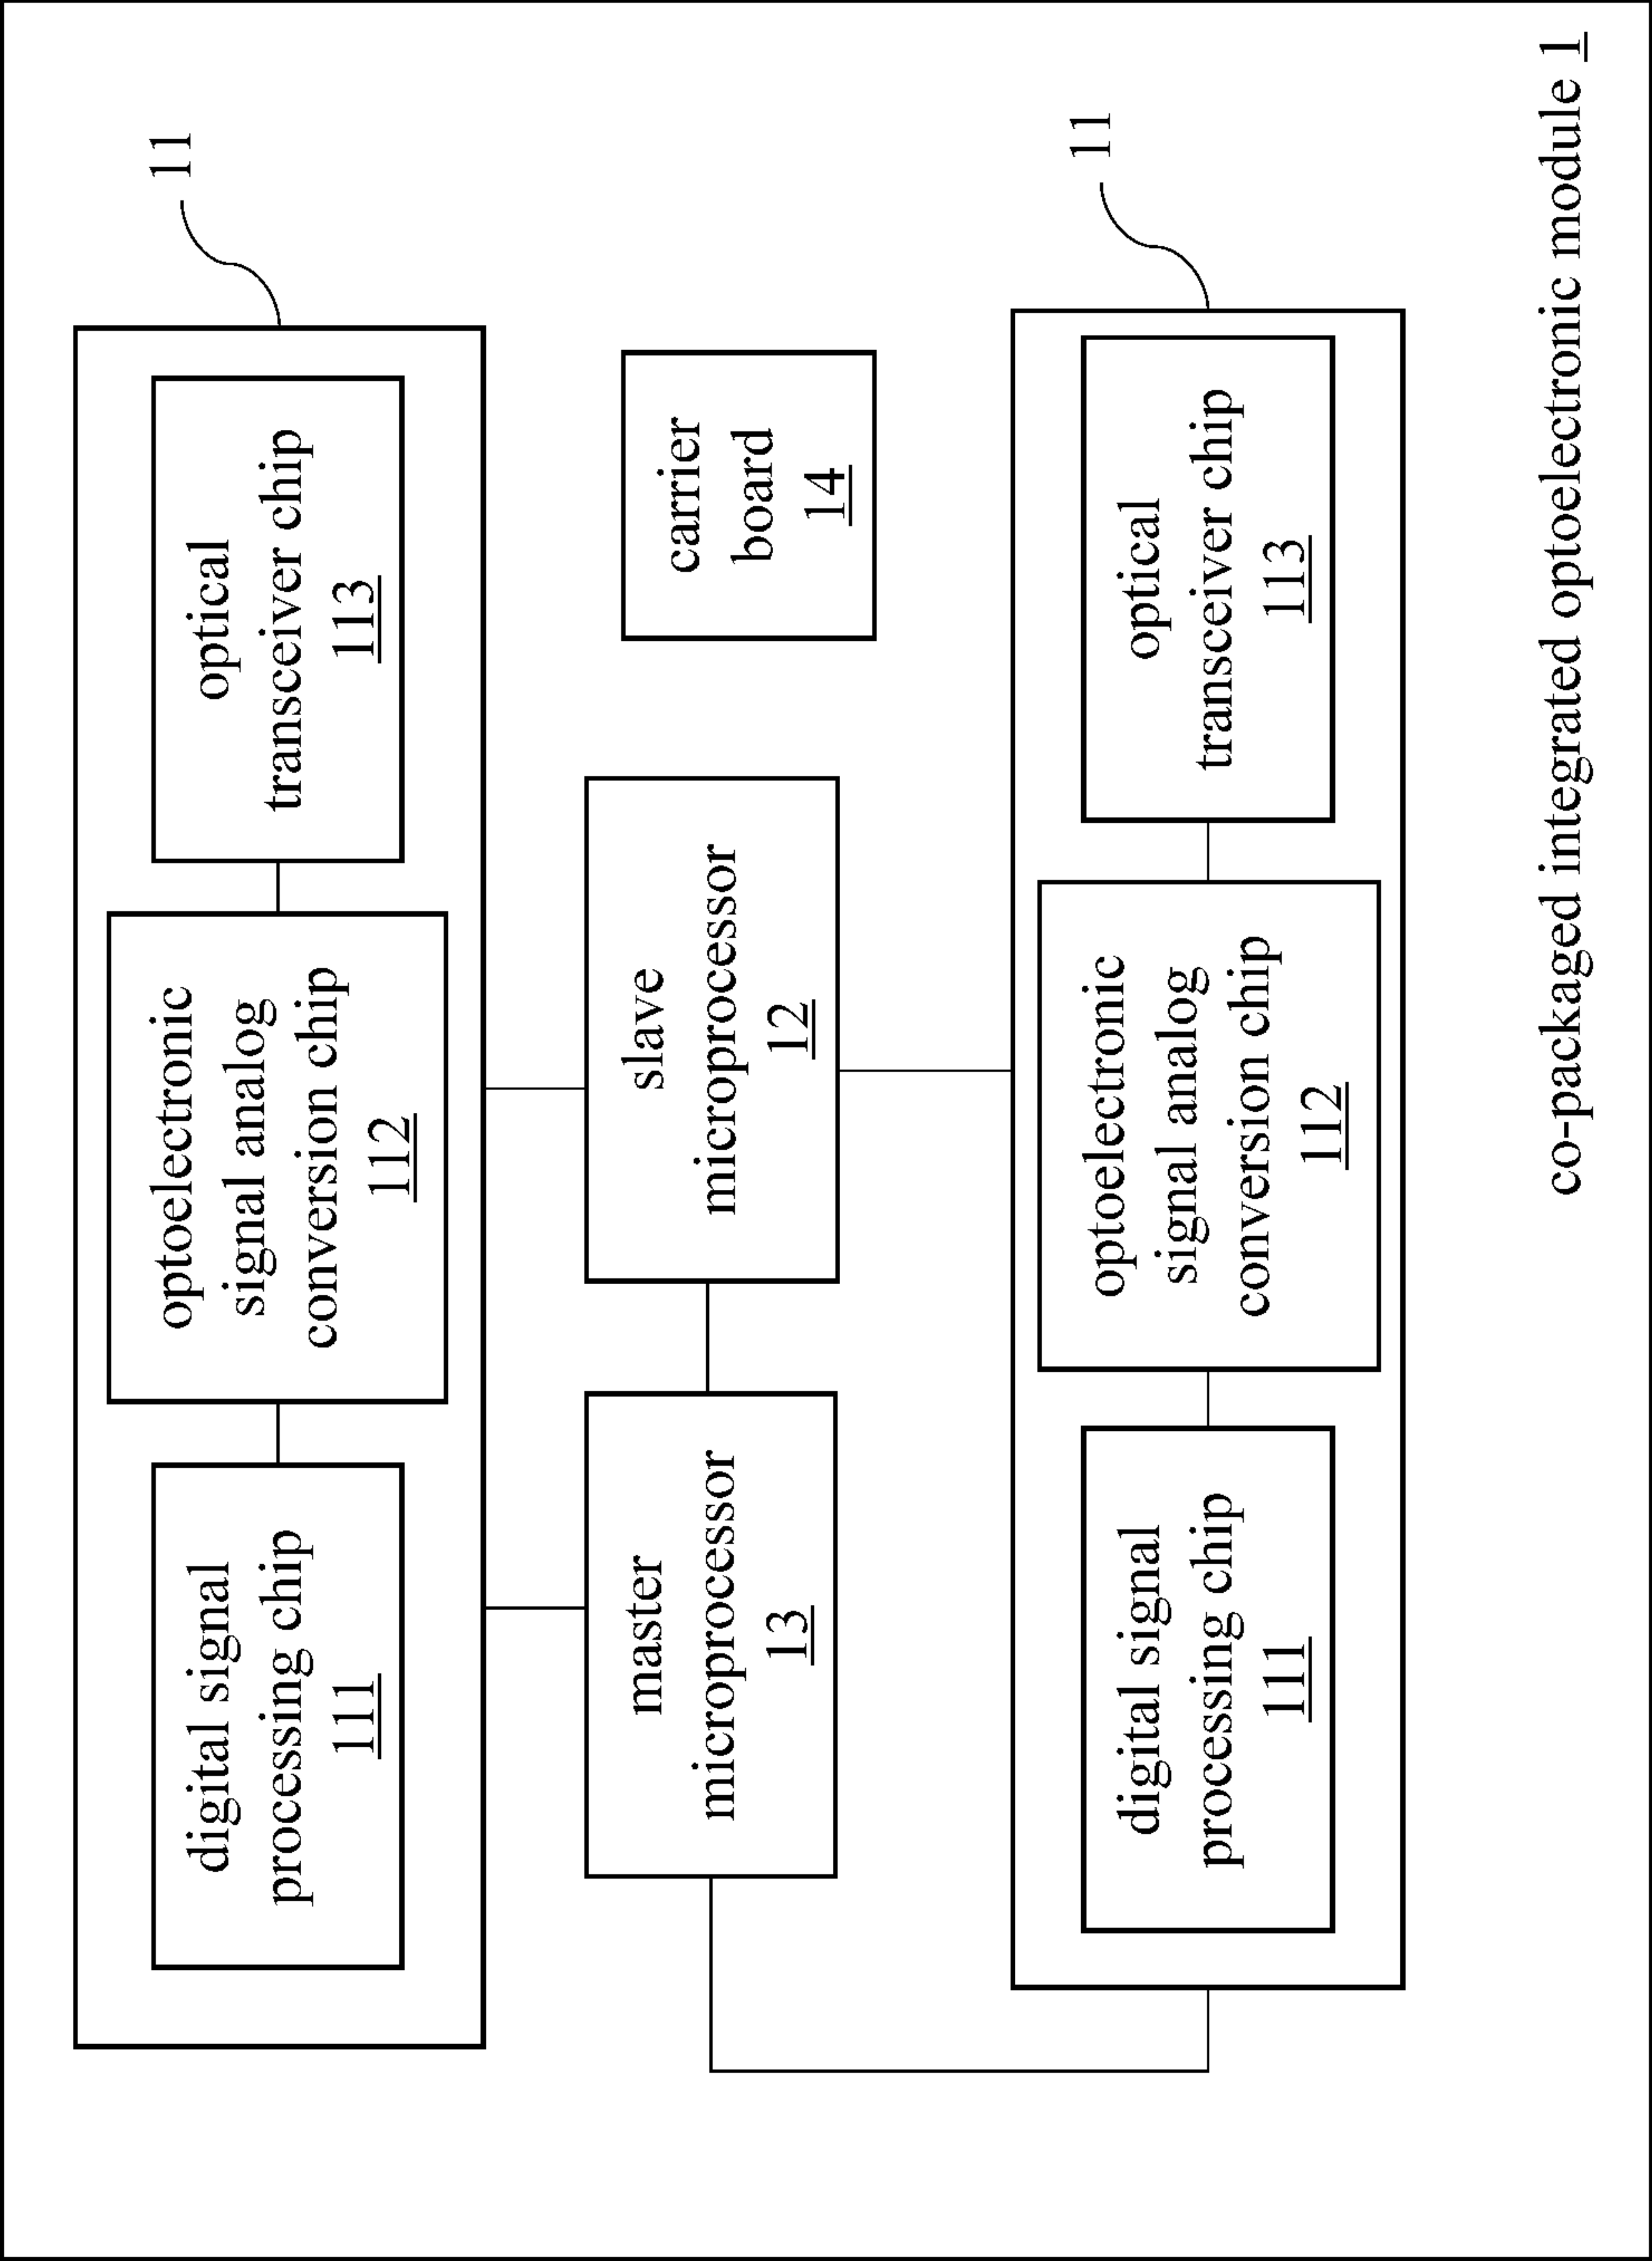 11
digital signal
processing chip
111
optoelectronic
signal analog
conversion chip
112
optical
transceiver chip
113
master
microprocessor
13
slave
microprocessor
12
carrier
board
14
11
digital signal
processing chip
111
optoelectronic
signal analog
conversion chip
112
optical
transceiver chip
113
co-packaged integrated optoelectronic module 1